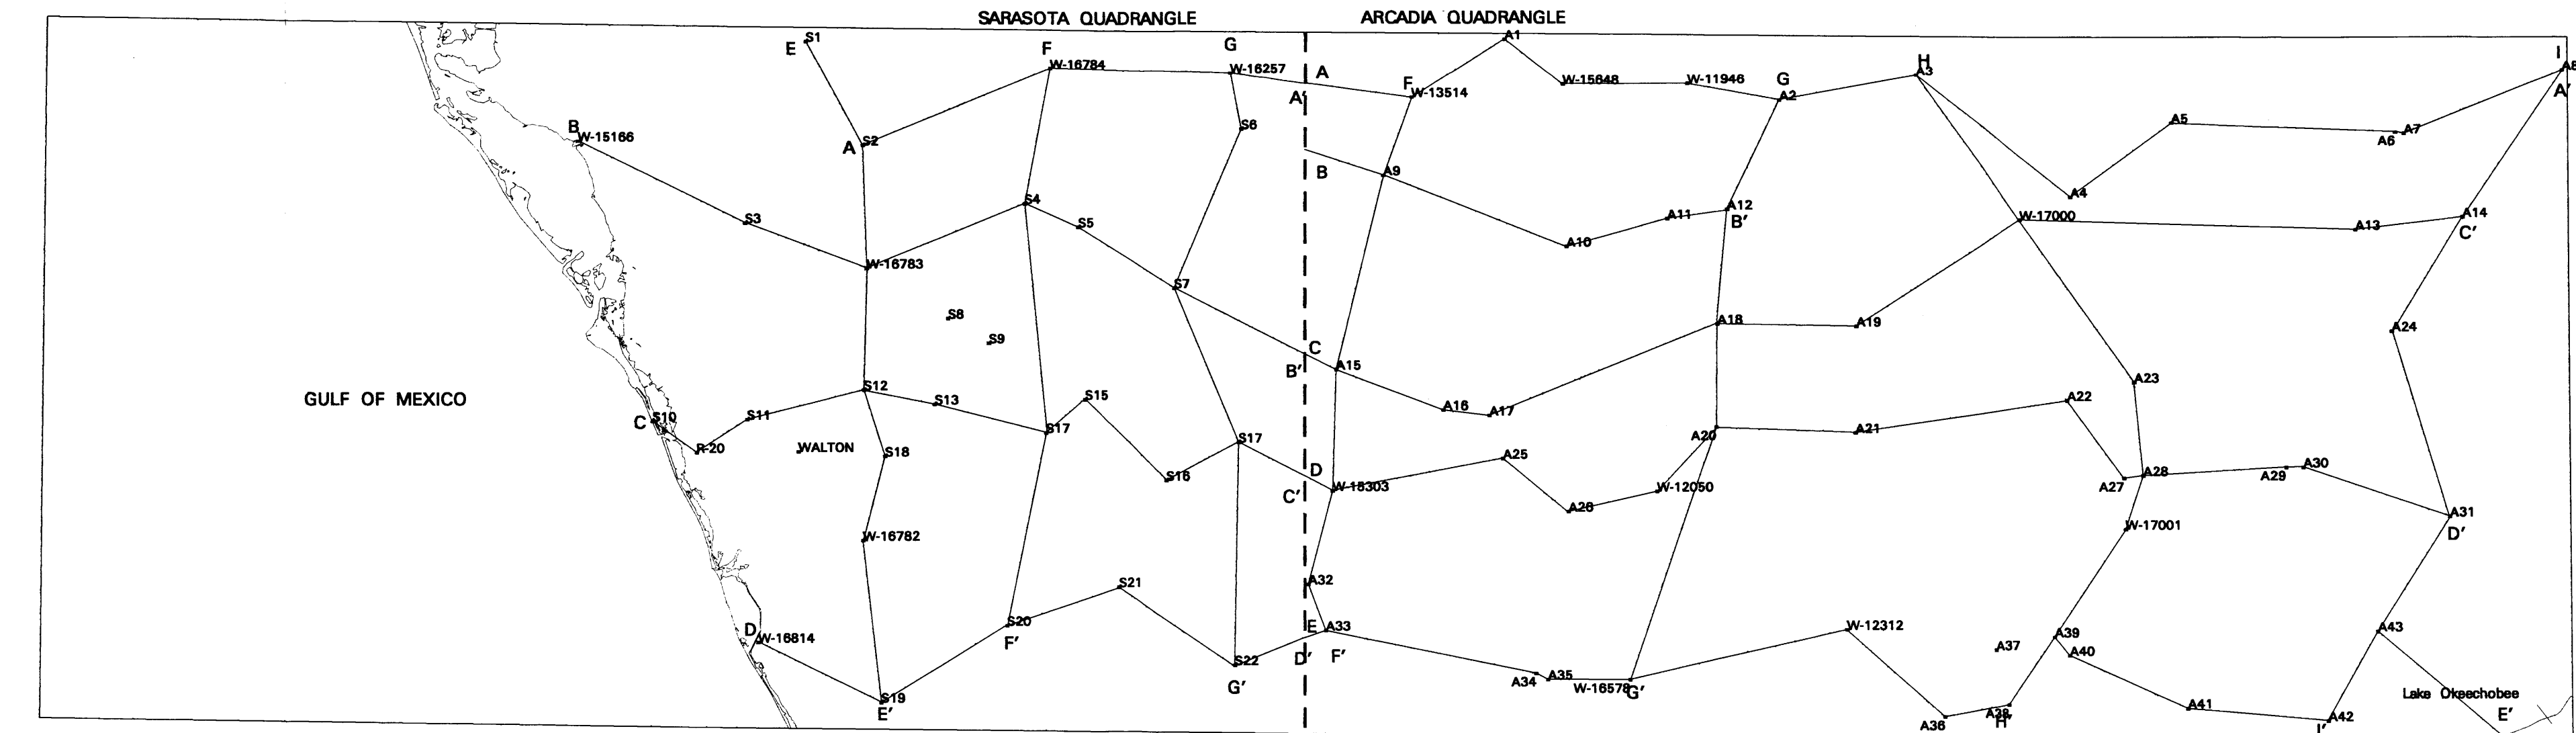 SARASOTA QUADRANGLE
ARCADIA QUADRANGLE
E
S1
F
W-16784
G
W-16257
A
A'
F
W-13514
A1
W-15648
W-11946
G
A2
H
A3
I
A8
A'
B
W-15166
S2
A
S6
B
A9
A5
A6
A7
S3
S4
S5
A10
A11
A12
B'
A4
W-17000
A13
A14
C'
W-16783
S7
S8
S9
C
B'
A15
A18
A19
A24
GULF OF MEXICO
S12
S13
S15
A16
A17
A22
A23
C
S10
R-20
S11
WALTON
S18
S17
S16
S17
D
C'
W-18303
A25
A26
W-12050
A20
A21
A27
A28
A29
A30
A31
D'
W-16782
W-17001
S21
A32
D
W-16814
S20
F'
S22
G'
E
D'
A33
F'
W-12312
A37
A39
A40
A43
S19
E'
A34
A35
W-16578
G'
A36
A38
H'
A41
A42
I'
Lake Okeechobee
E'